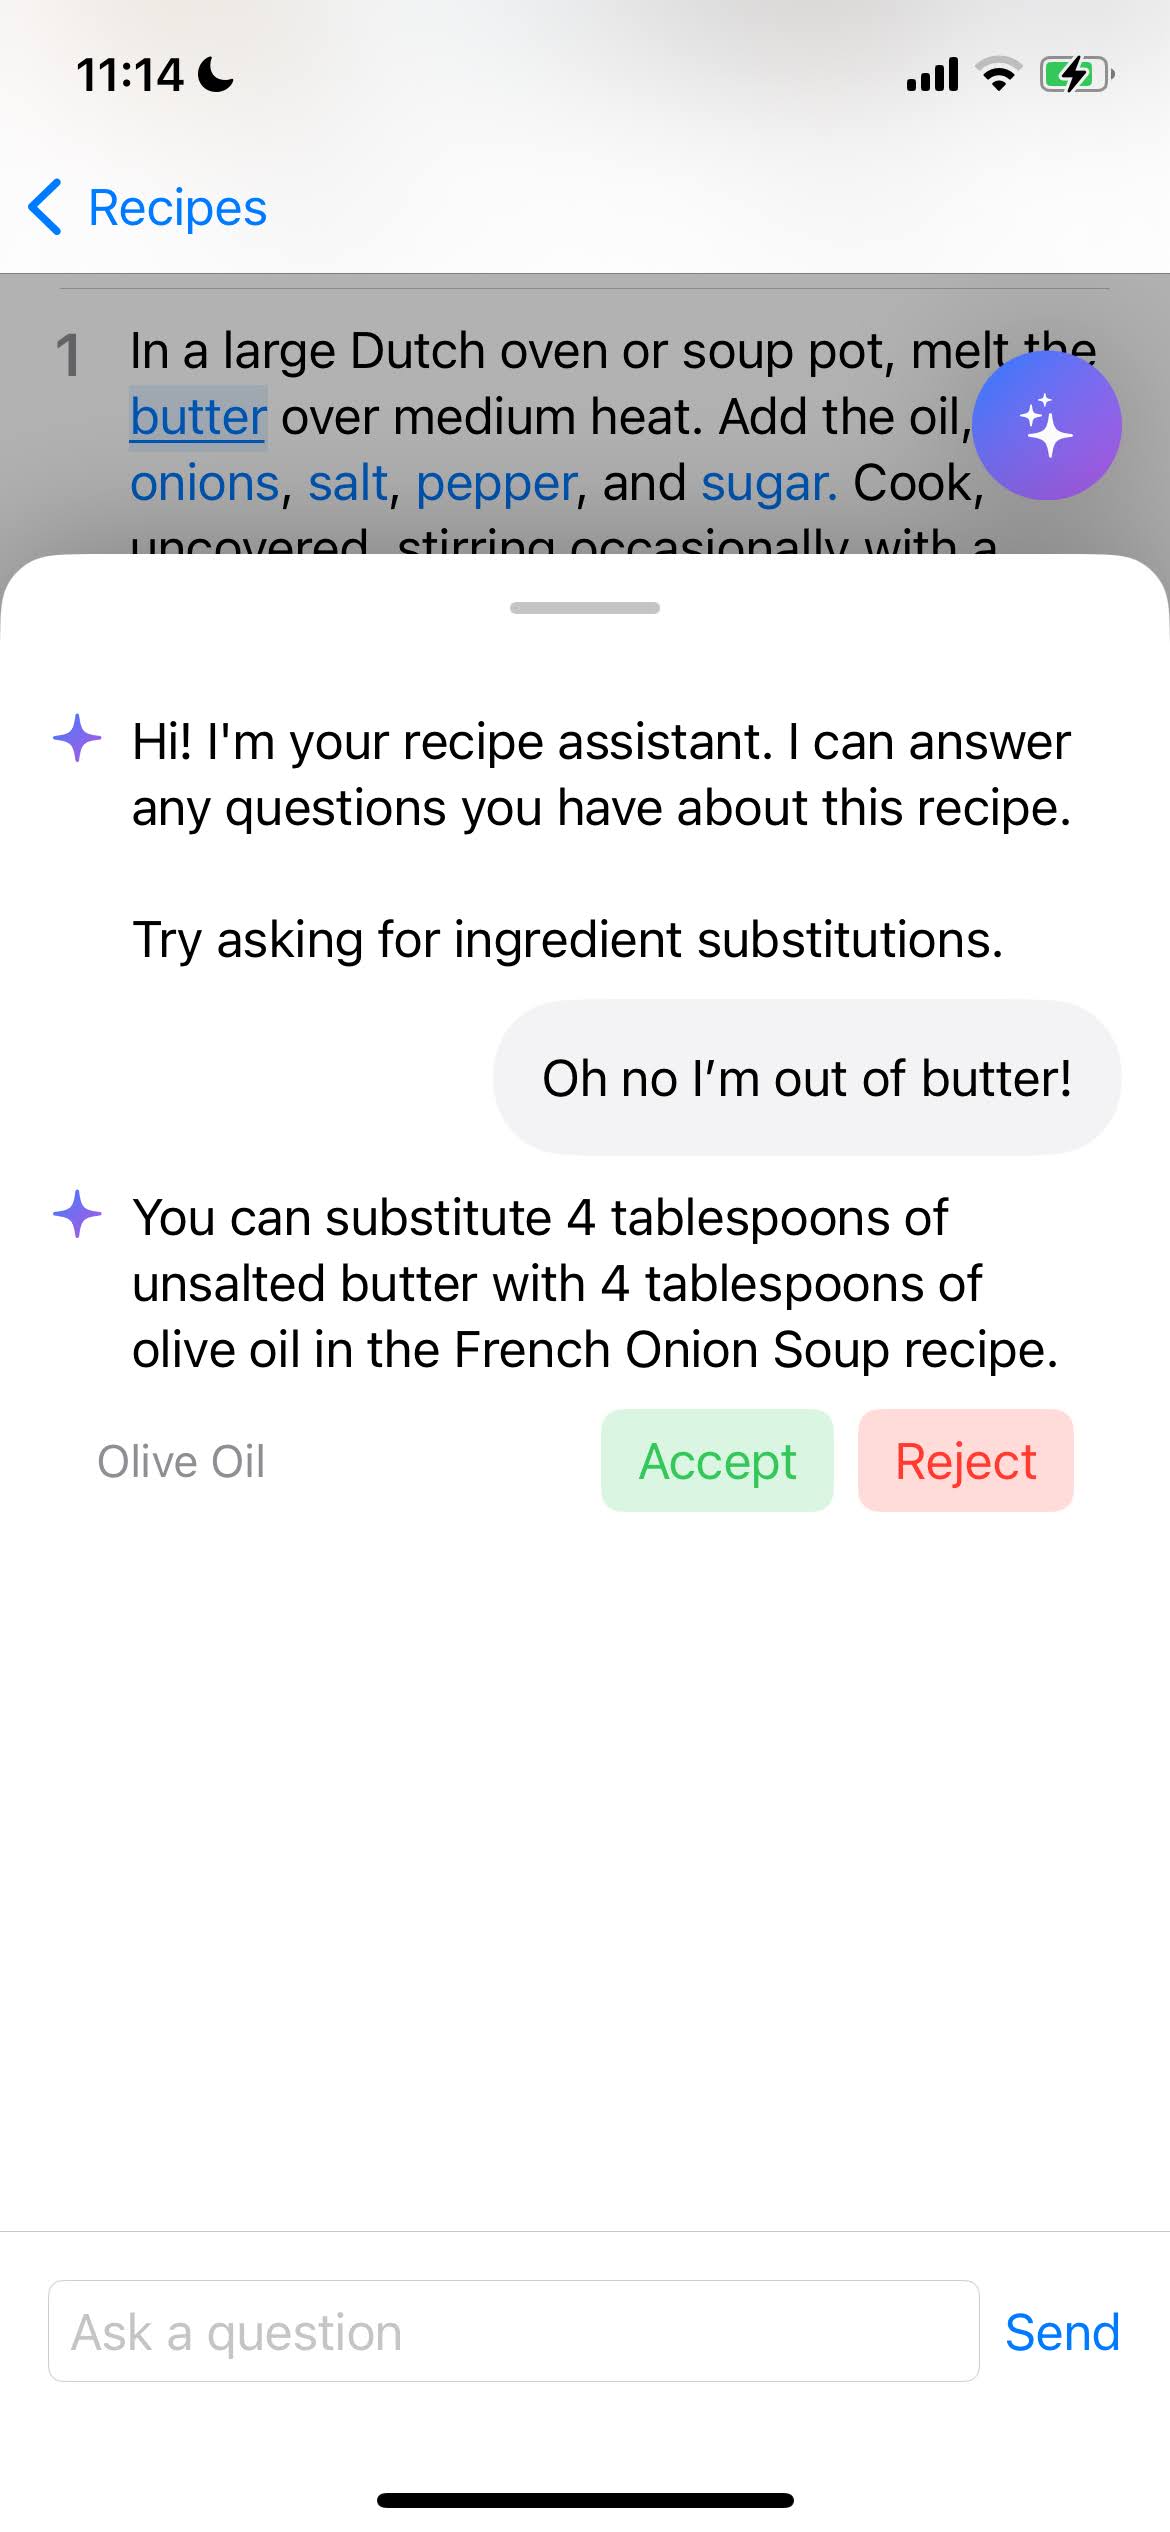 11:14
Recipes
1 In a large Dutch oven or soup pot, melt the
butter over medium heat. Add the oil,
onions, salt, pepper, and sugar. Cook,
uncovered, stirring occasionally with a
Hi! I'm your recipe assistant. I can answer
any questions you have about this recipe.
Try asking for ingredient substitutions.
Oh no I’m out of butter!
You can substitute 4 tablespoons of
unsalted butter with 4 tablespoons of
olive oil in the French Onion Soup recipe.
Olive Oil Accept Reject
Ask a question Send